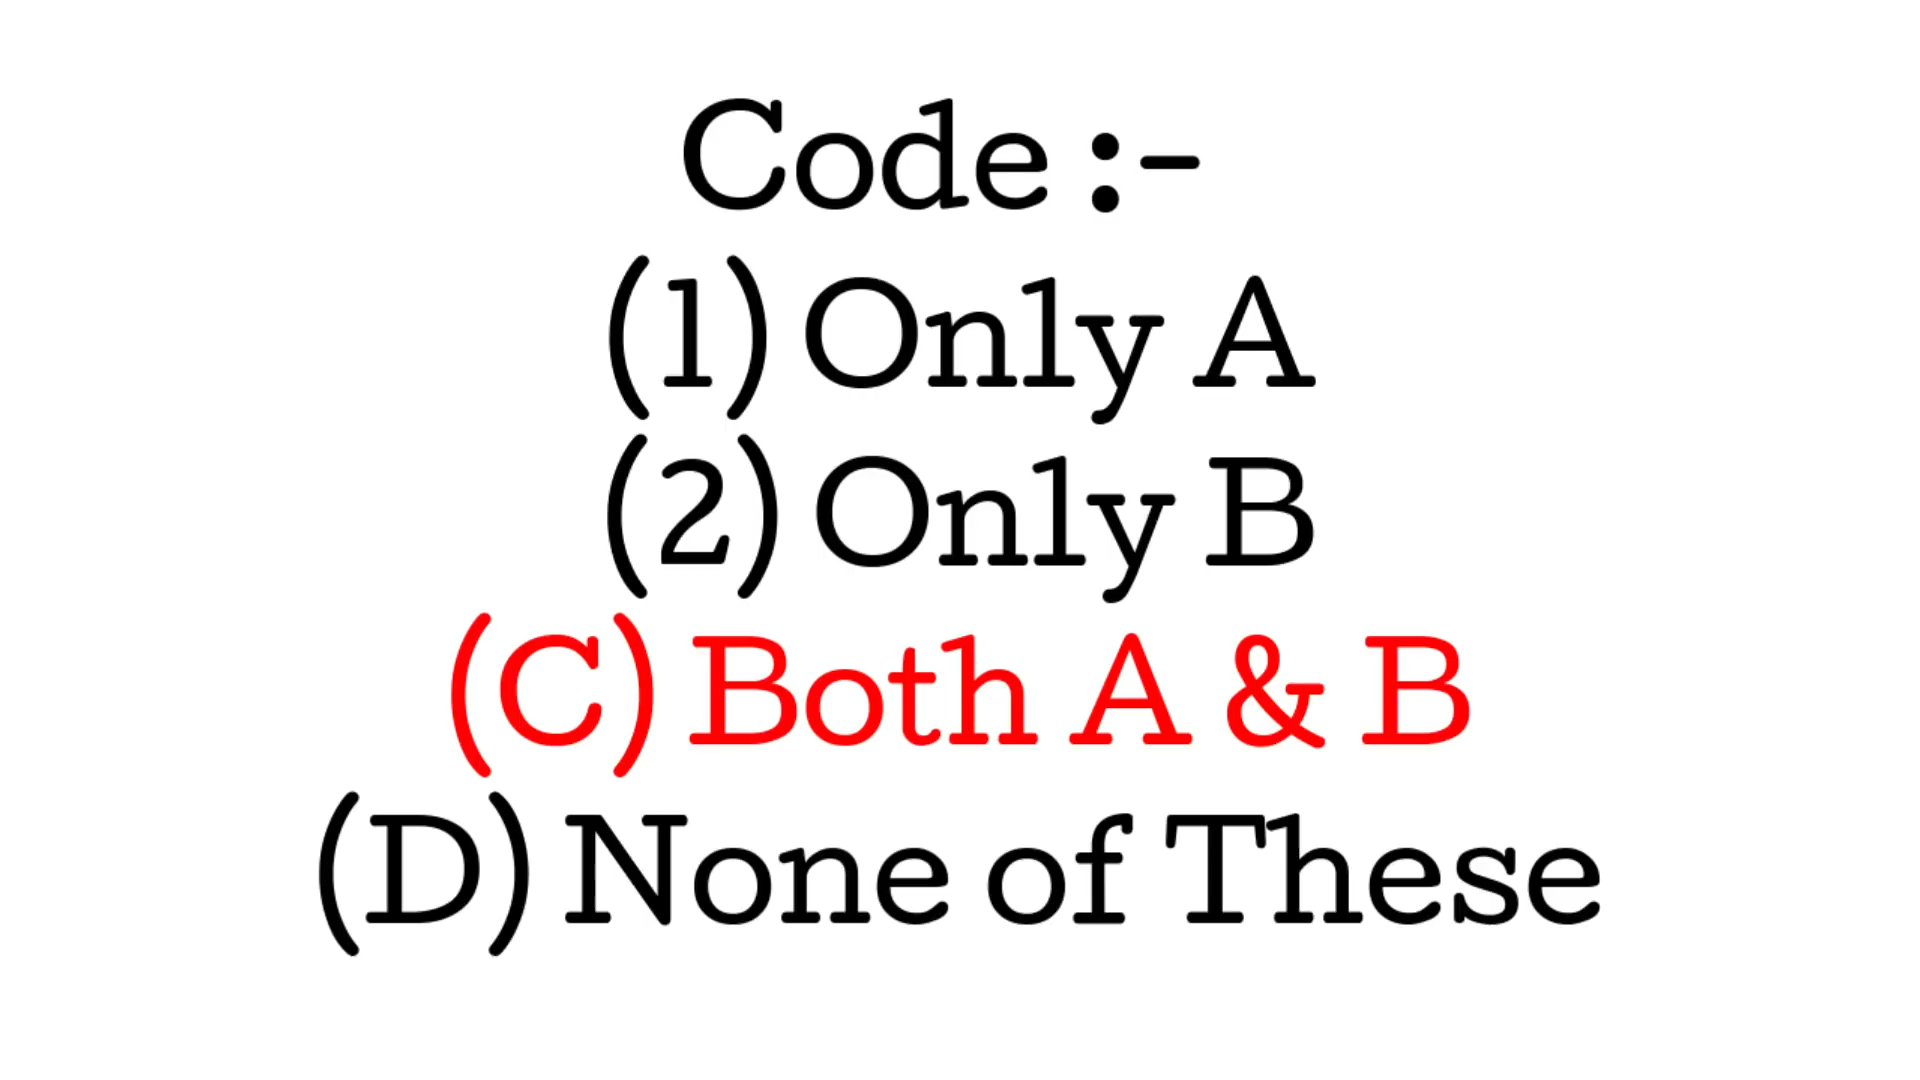 Code :-
(1) Only A
(2) Only B
(C) Both A & B
(D) None of These